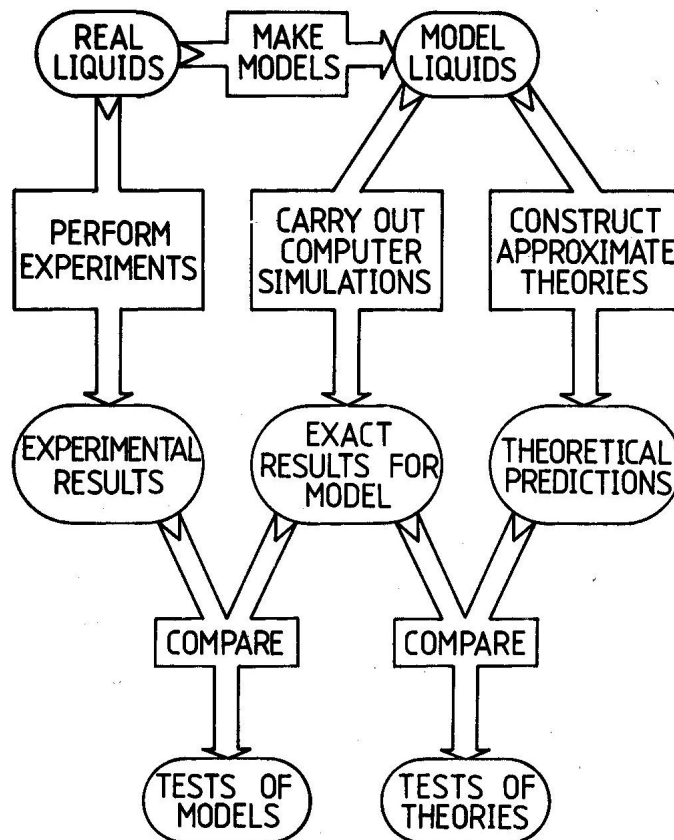 REAL
LIQUIDS
MAKE
MODELS
MODEL
LIQUIDS
PERFORM
EXPERIMENTS
CARRY OUT
COMPUTER
SIMULATIONS
CONSTRUCT
APPROXIMATE
THEORIES
EXPERIMENTAL
RESULTS
EXACT
RESULTS FOR
MODEL
THEORETICAL
PREDICTIONS
COMPARE
COMPARE
TESTS OF
MODELS
TESTS OF
THEORIES